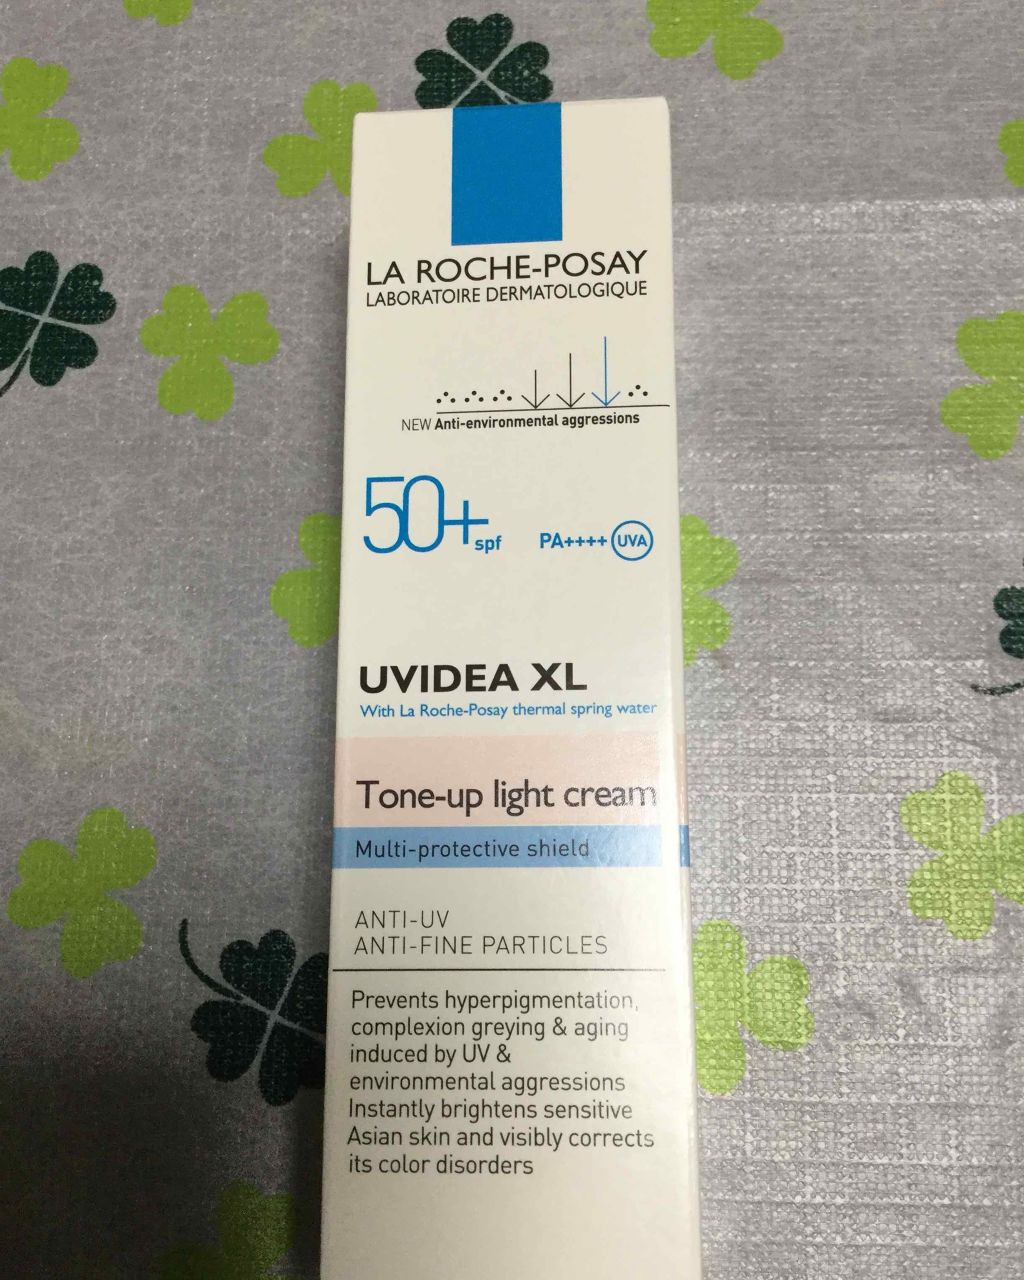 LA ROCHE-POSAY
LABORATOIRE DERMATOLOGIQUE
NEW Anti-environmental aggressions
50+ spf PA++++ UVA
UVIDEA XL
With La Roche-Posay thermal spring water
Tone-up light cream
Multi-protective shield
ANTI-UV
ANTI-FINE PARTICLES
Prevents hyperpigmentation,
complexion greying & aging
induced by UV &
environmental aggressions
Instantly brightens sensitive
Asian skin and visibly corrects
its color disorders